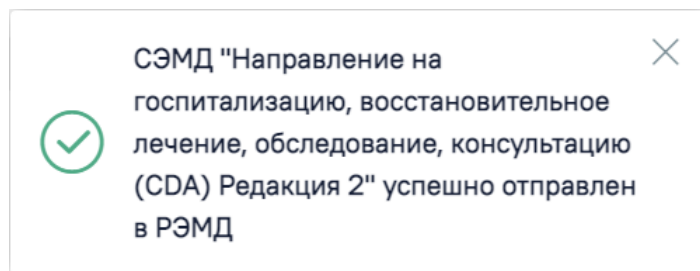 СЭМД "Направление на
госпитализацию, восстановительное
лечение, обследование, консультацию
(CDA) Редакция 2" успешно отправлен
в РЭМД